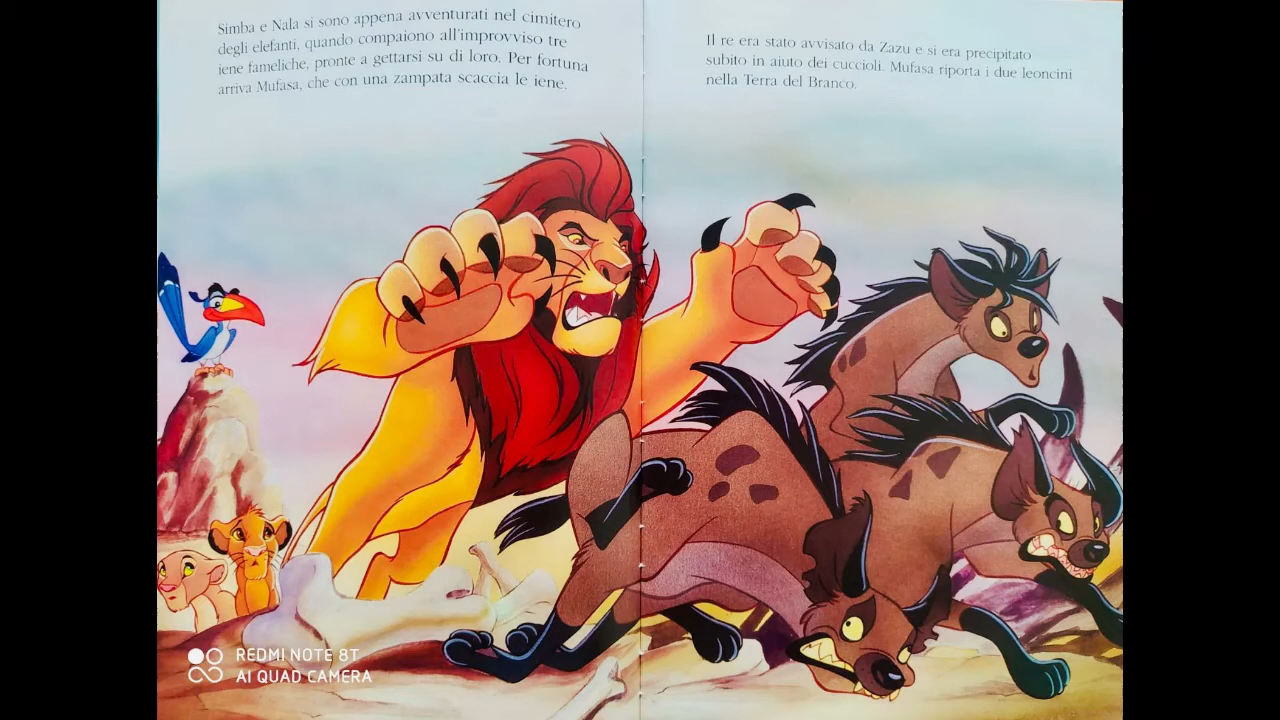 Simba e Nala si sono appena avventurati nel cimitero
degli elefanti, quando compaiono all'improvviso tre
iene fameliche, pronte a gettarsi su di loro. Per fortuna
arriva Mufasa, che con una zampata scaccia le iene.
Il re era stato avvisato da Zazu e si era precipitato
subito in aiuto dei cuccioli. Mufasa riporta i due leoncini
nella Terra del Branco.
REDMI NOTE 8T
AI QUAD CAMERA